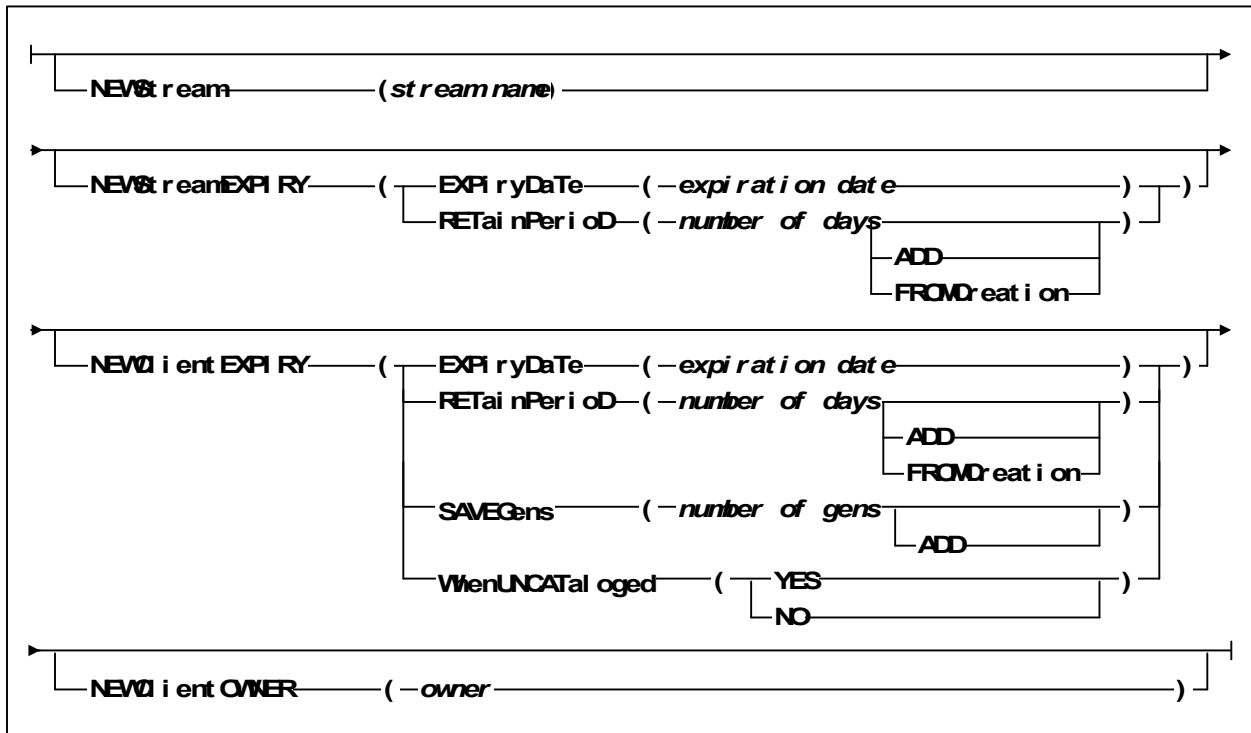 NEWStream (stream name)
NEWStreamEXPIRY ( EXPiryDaTe ( expiration date ) )
RETainPerioD ( number of days )
ADD
FROMCreation
NEWClientEXPIRY ( EXPiryDaTe ( expiration date ) )
RETainPerioD ( number of days )
ADD
FROMCreation
SAVEGens ( number of gens )
ADD
WhenUNCATaloged ( YES )
NO
NEWClientOWNER ( owner )